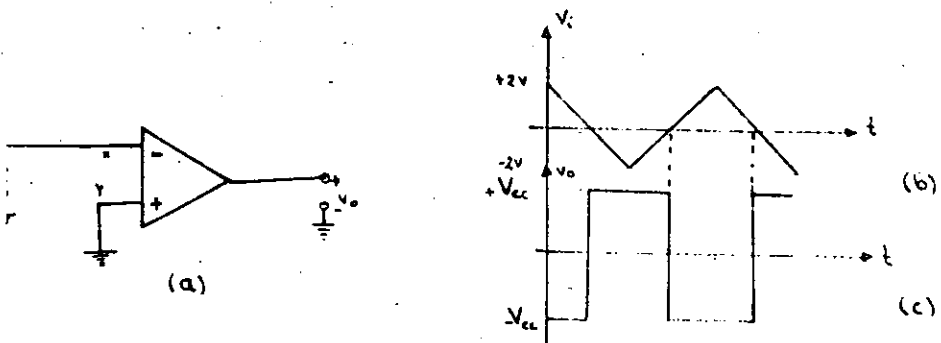 Vi
+2v
t
-2v
vo
+Vcc
(b)
t
-Vcc
(c)
x
-
Y
+
+
vo
-
r
(a)